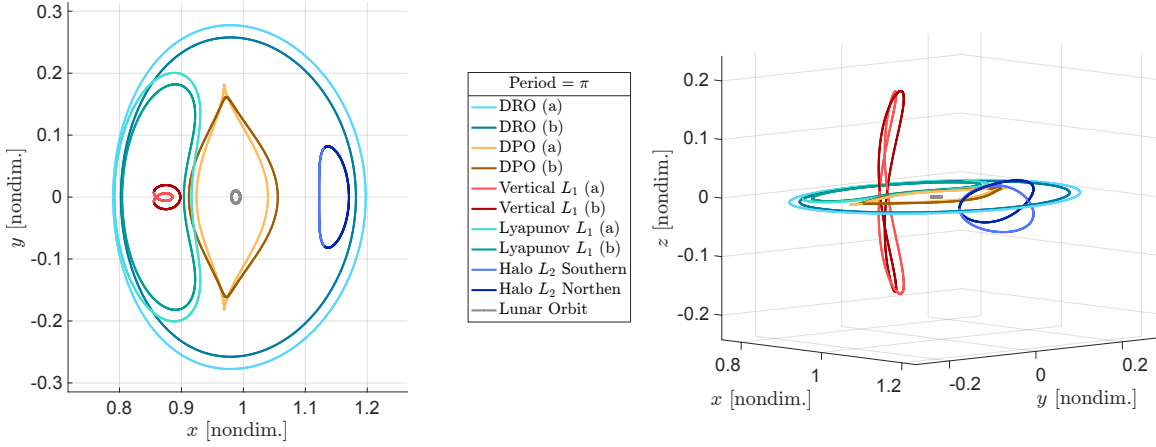 0.3
0.2
0.1
0
-0.1
-0.2
-0.3
y [nondim.]
0.8
0.9
1
1.1
1.2
x [nondim.]
Period = π
DRO (a)
DRO (b)
DPO (a)
DPO (b)
Vertical L₁ (a)
Vertical L₁ (b)
Lyapunov L₁ (a)
Lyapunov L₁ (b)
Halo L₂ Southern
Halo L₂ Northen
Lunar Orbit
0.2
0.1
0
-0.1
-0.2
z [nondim.]
0.8
1
1.2
x [nondim.]
-0.2
0
0.2
y [nondim.]